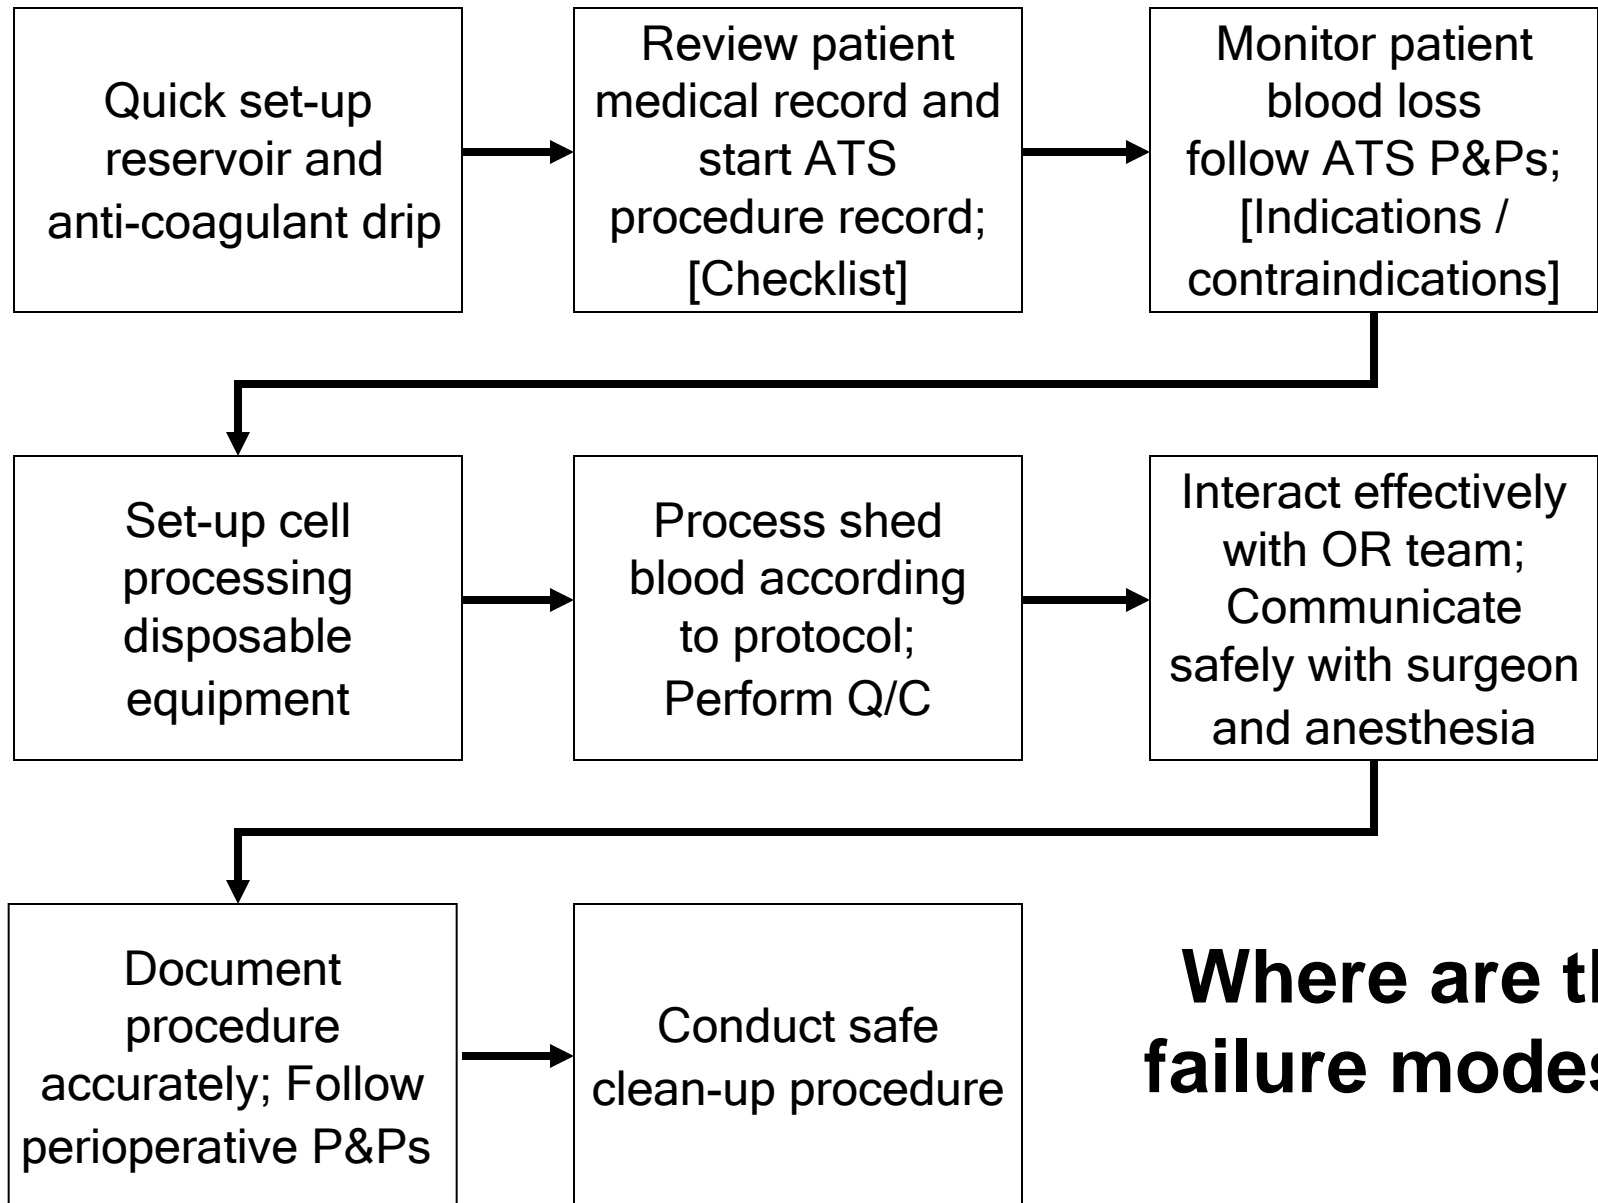 Quick set-up
reservoir and
anti-coagulant drip
Review patient
medical record and
start ATS
procedure record;
[Checklist]
Monitor patient
blood loss
follow ATS P&Ps;
[Indications /
contraindications]
Set-up cell
processing
disposable
equipment
Process shed
blood according
to protocol;
Perform Q/C
Interact effectively
with OR team;
Communicate
safely with surgeon
and anesthesia
Document
procedure
accurately; Follow
perioperative P&Ps
Conduct safe
clean-up procedure
Where are
failure modes